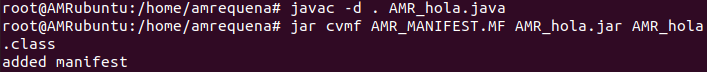 root@AMRubuntu:/home/amrequena# javac -d . AMR_hola.java
root@AMRubuntu:/home/amrequena# jar cvmf AMR_MANIFEST.MF AMR_hola.jar AMR_hola
.class
added manifest